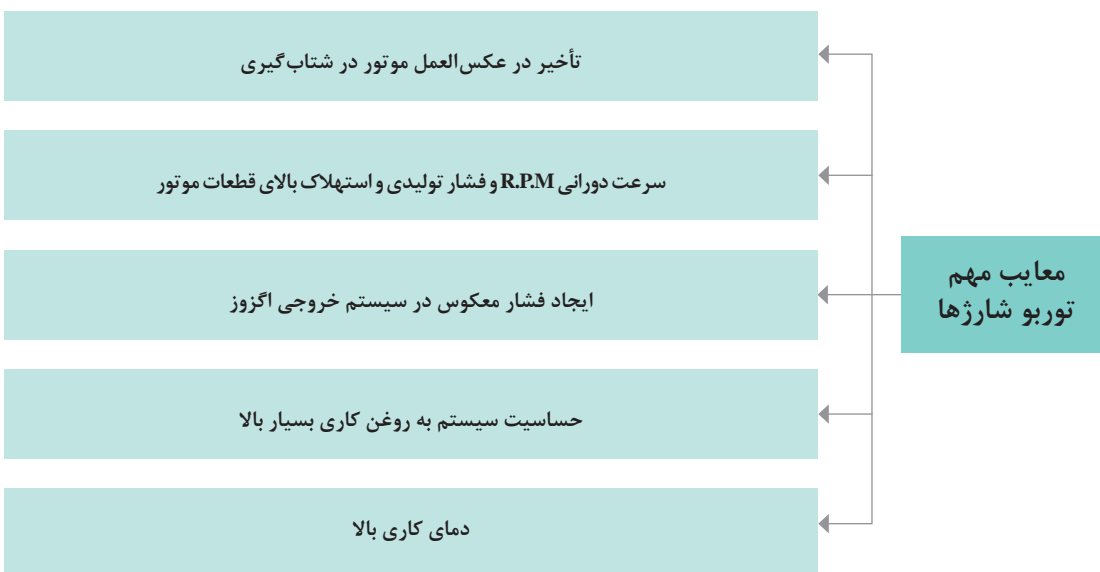 معایب مهم
توربو شارژها
تأخیر در عکس‌العمل موتور در شتاب‌گیری
سرعت دورانی R.P.M و فشار تولیدی و استهلاک بالای قطعات موتور
ایجاد فشار معکوس در سیستم خروجی اگزوز
حساسیت سیستم به روغن کاری بسیار بالا
دمای کاری بالا